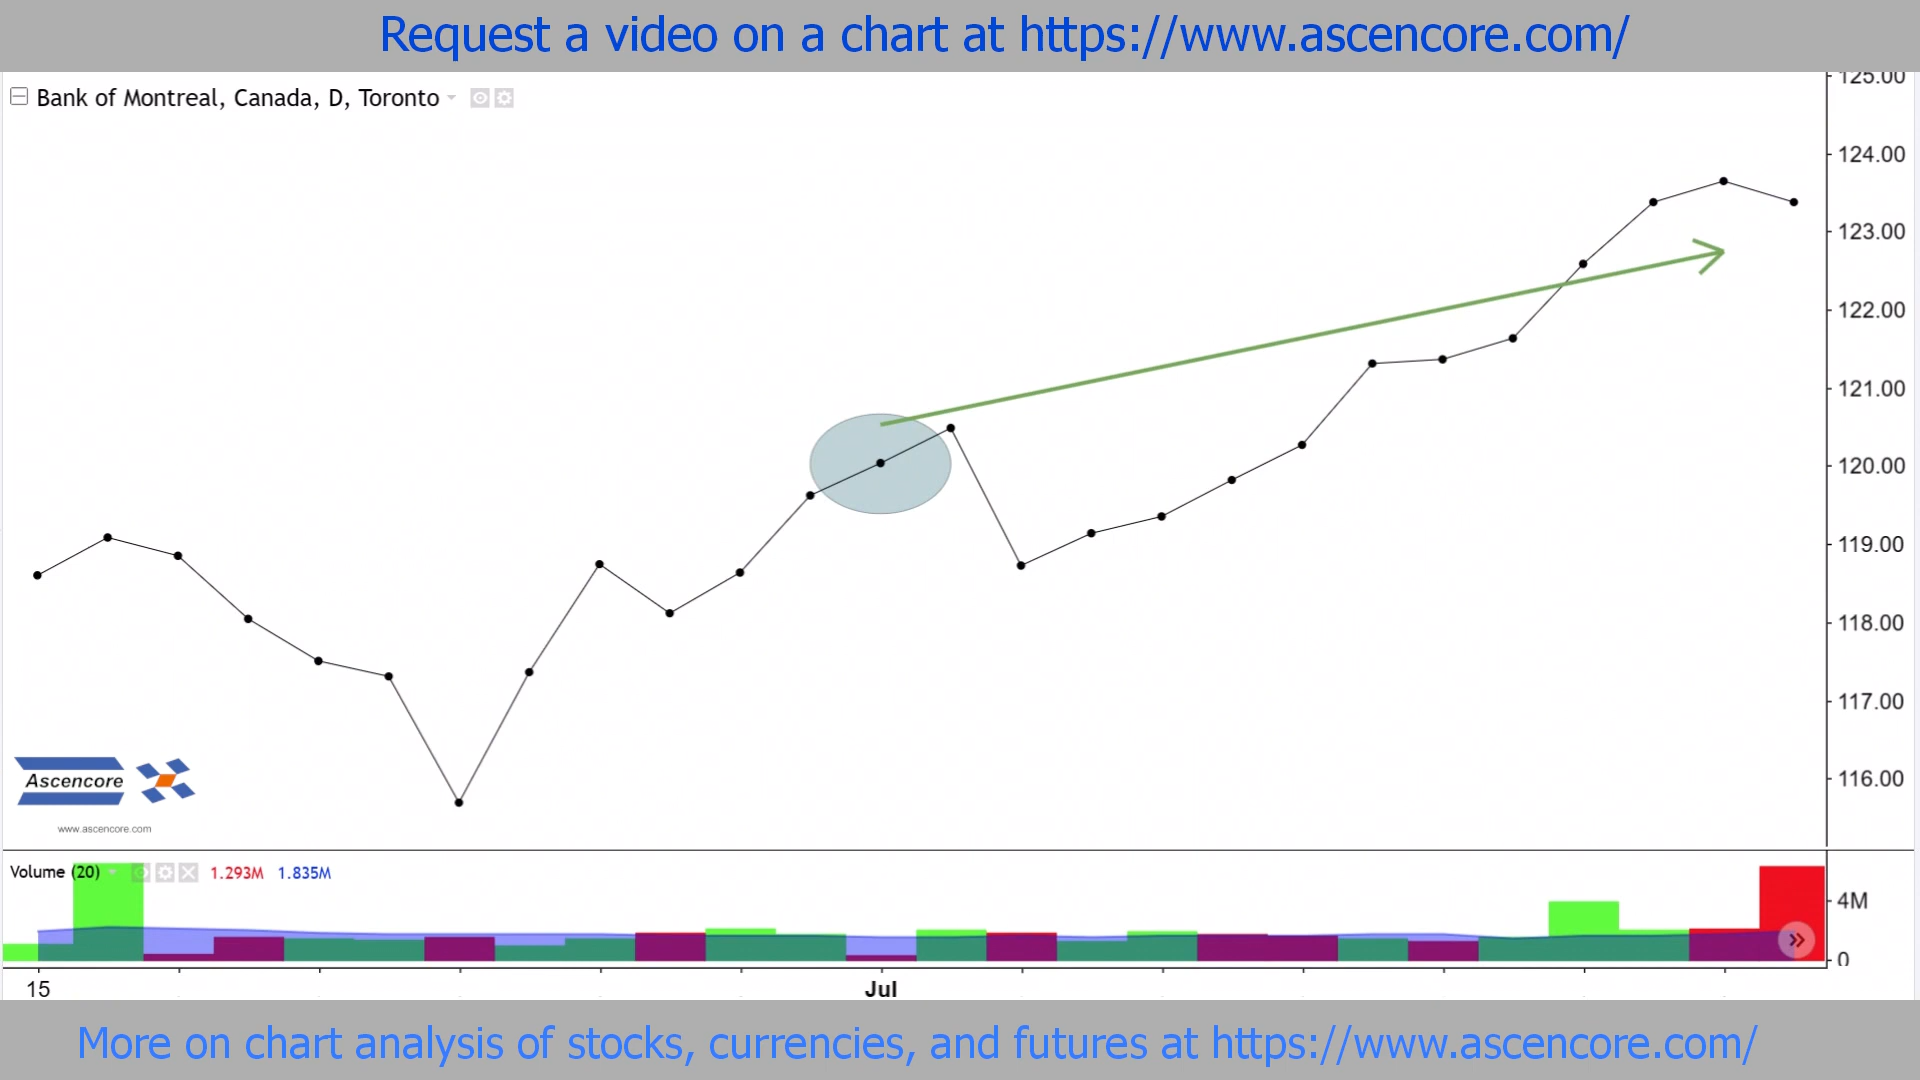 Request a video on a chart at https://www.ascencore.com/
Bank of Montreal, Canada, D, Toronto
125.00
124.00
123.00
122.00
121.00
120.00
119.00
118.00
117.00
116.00
Ascencore
www.ascencore.com
Volume (20) 1.293M 1.835M
4M
0
15 Jul
More on chart analysis of stocks, currencies, and futures at https://www.ascencore.com/